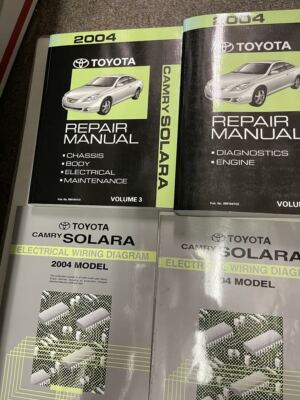 2004
TOYOTA
REPAIR
MANUAL
• CHASSIS
• BODY
• ELECTRICAL
• MAINTENANCE
VOLUME 3
CAMRY SOLARA
2004
TOYOTA
REPAIR
MANUAL
• DIAGNOSTICS
• ENGINE
TOYOTA
CAMRY SOLARA
ELECTRICAL WIRING DIAGRAM
2004 MODEL
TOYOTA
CAMRY SOLARA
ELECTRICAL WIRING DIAGRAM
2004 MODEL